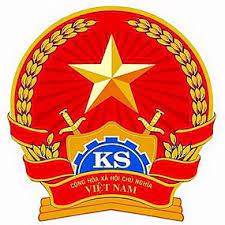 KS
CỘNG HÒA XÃ HỘI CHỦ NGHĨA
VIỆT NAM